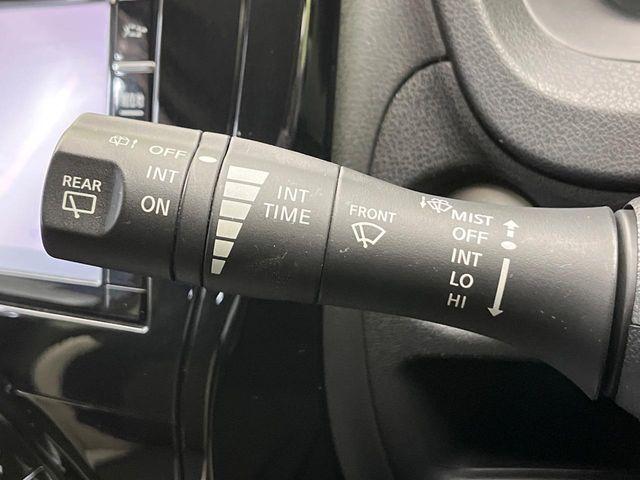 REAR
OFF
INT
ON
INT
TIME
FRONT
MIST
OFF
INT
LO
HI